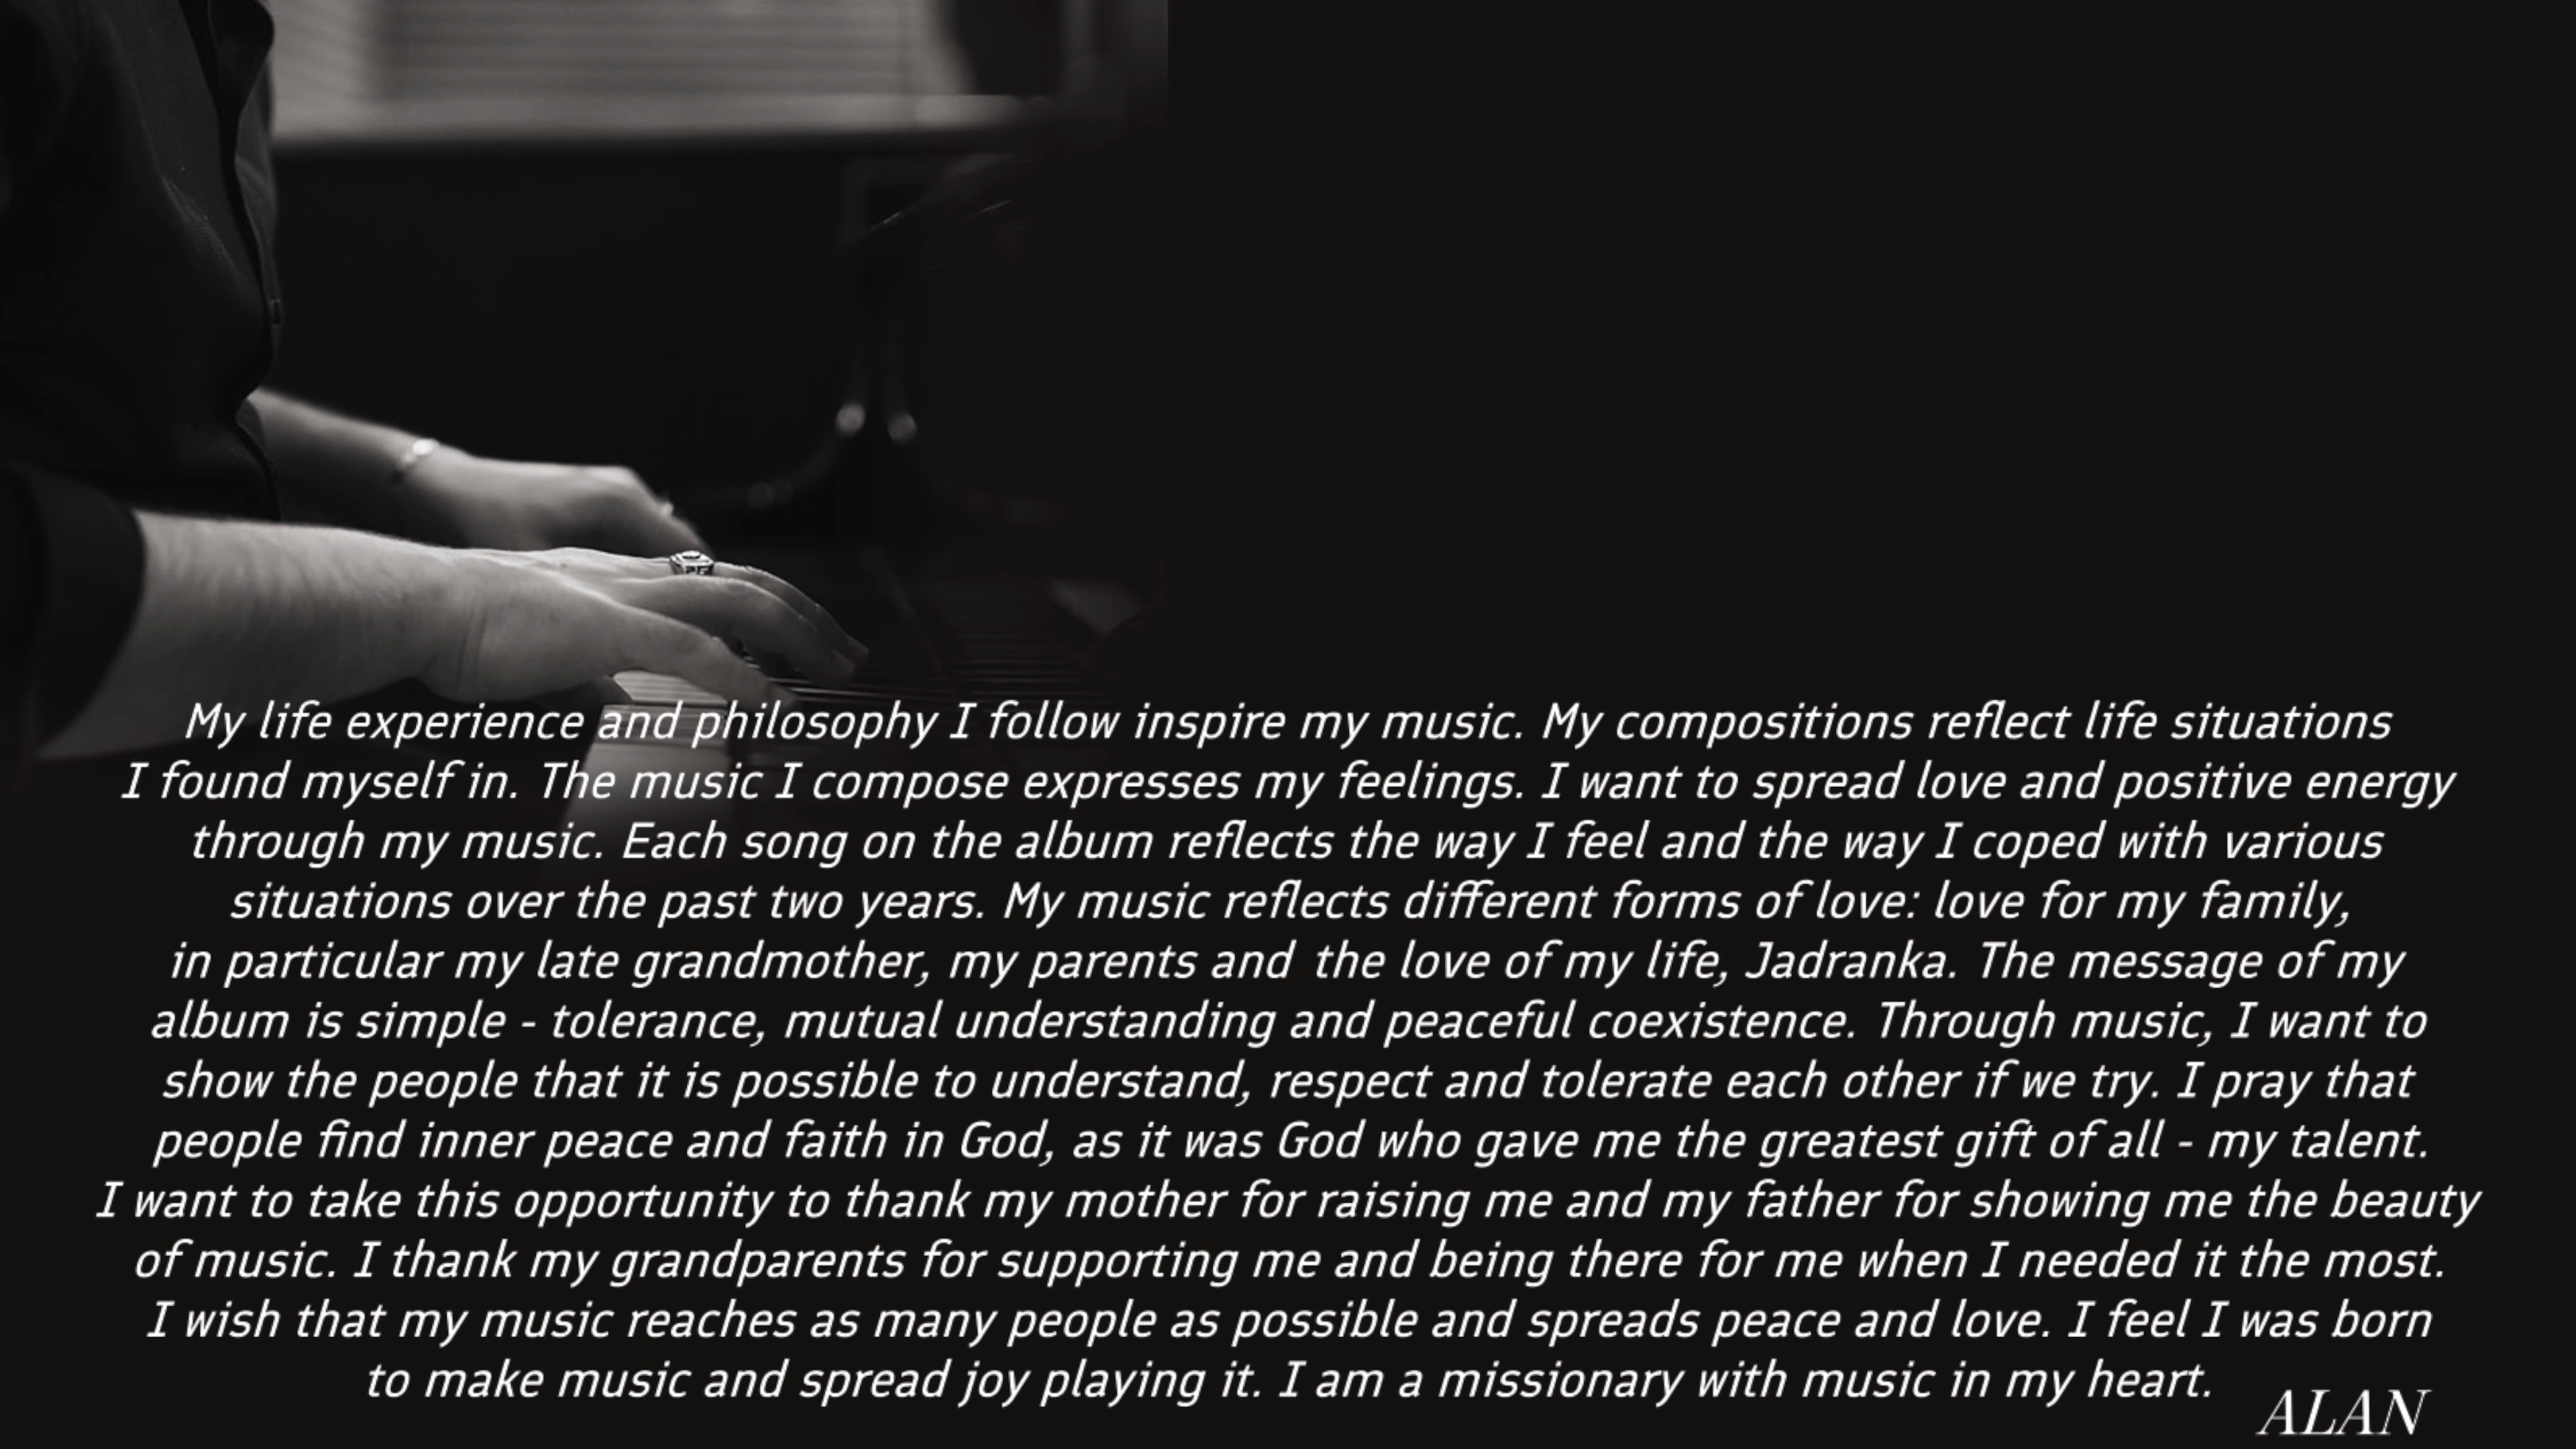 My life experience and philosophy I follow inspire my music. My compositions reflect life situations
I found myself in. The music I compose expresses my feelings. I want to spread love and positive energy
through my music. Each song on the album reflects the way I feel and the way I coped with various
situations over the past two years. My music reflects different forms of love: love for my family,
in particular my late grandmother, my parents and the love of my life, Jadranka. The message of my
album is simple - tolerance, mutual understanding and peaceful coexistence. Through music, I want to
show the people that it is possible to understand, respect and tolerate each other if we try. I pray that
people find inner peace and faith in God, as it was God who gave me the greatest gift of all - my talent.
I want to take this opportunity to thank my mother for raising me and my father for showing me the beauty
of music. I thank my grandparents for supporting me and being there for me when I needed it the most.
I wish that my music reaches as many people as possible and spreads peace and love. I feel I was born
to make music and spread joy playing it. I am a missionary with music in my heart.
ALAN